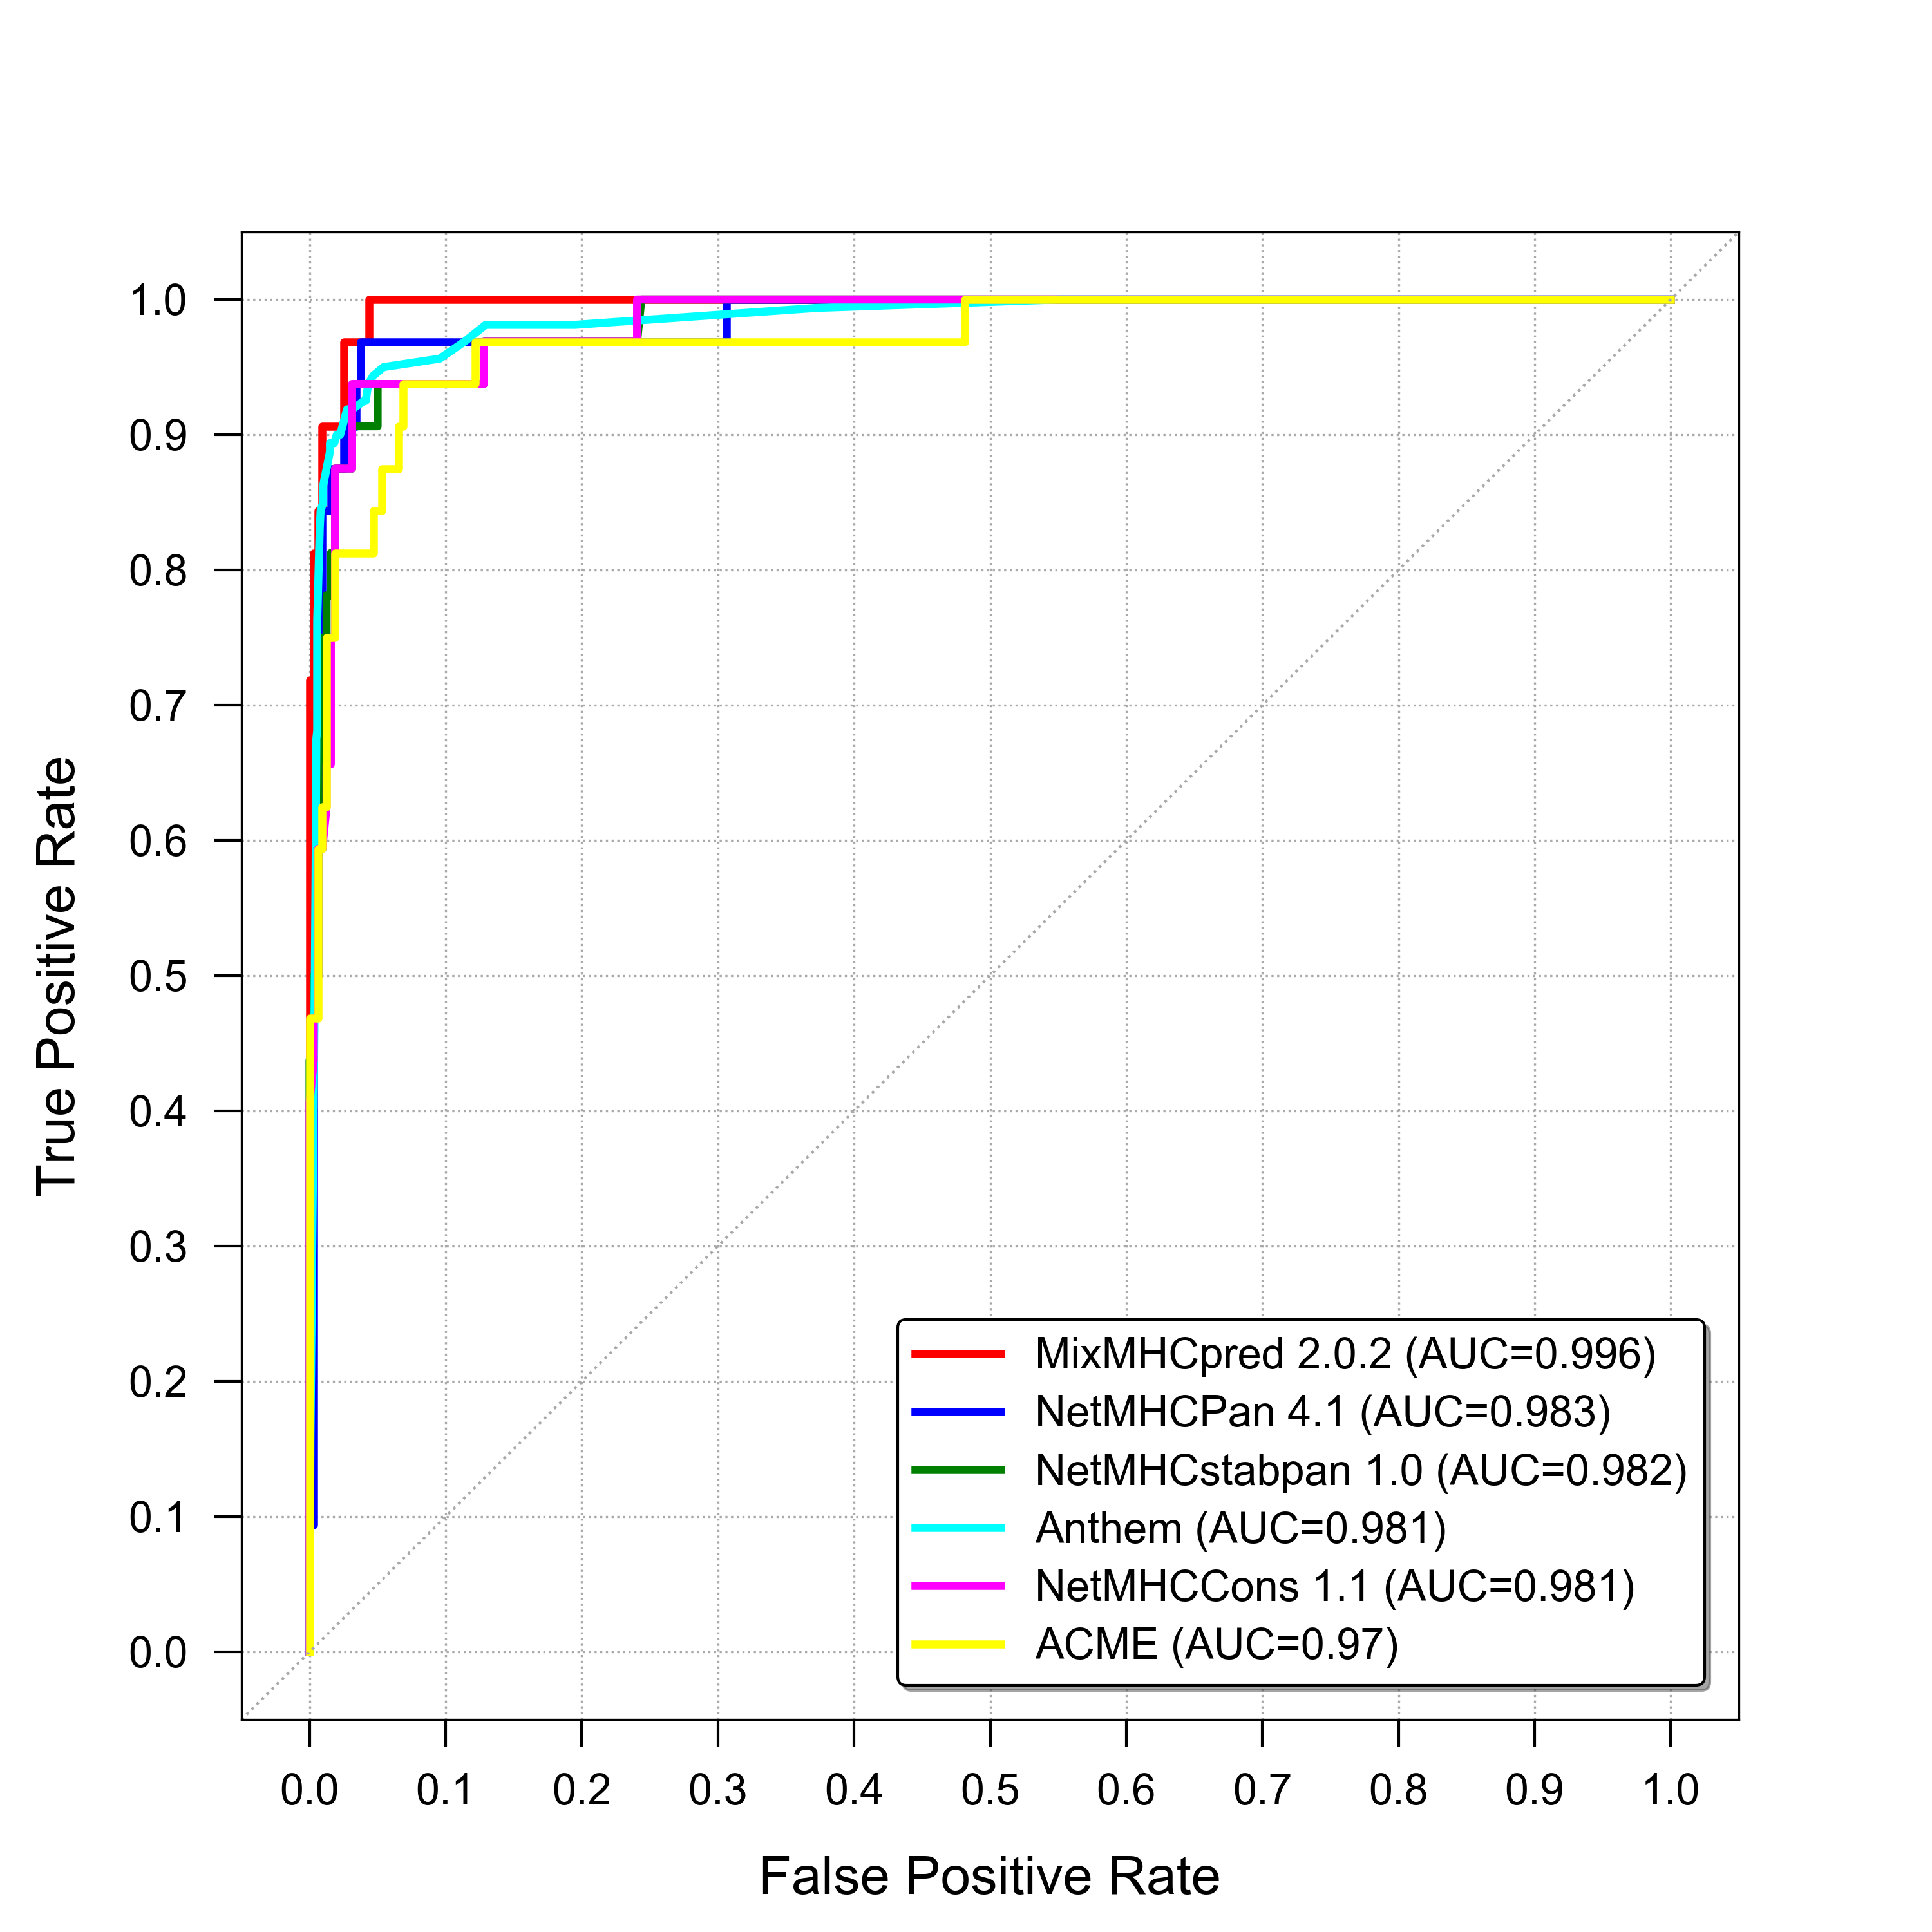 1.0
0.9
0.8
0.7
0.6
0.5
0.4
0.3
0.2
0.1
0.0
True Positive Rate
MixMHCpred 2.0.2 (AUC=0.996)
NetMHCPan 4.1 (AUC=0.983)
NetMHCstabpan 1.0 (AUC=0.982)
Anthem (AUC=0.981)
NetMHCCons 1.1 (AUC=0.981)
ACME (AUC=0.97)
0.0 0.1 0.2 0.3 0.4 0.5 0.6 0.7 0.8 0.9 1.0
False Positive Rate